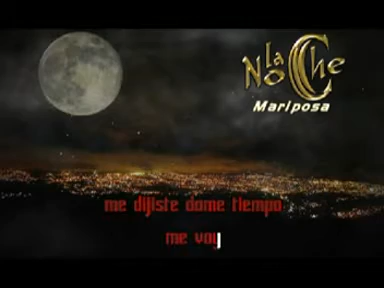 La
Noche
Mariposa
me dijiste dame tiempo
me voy